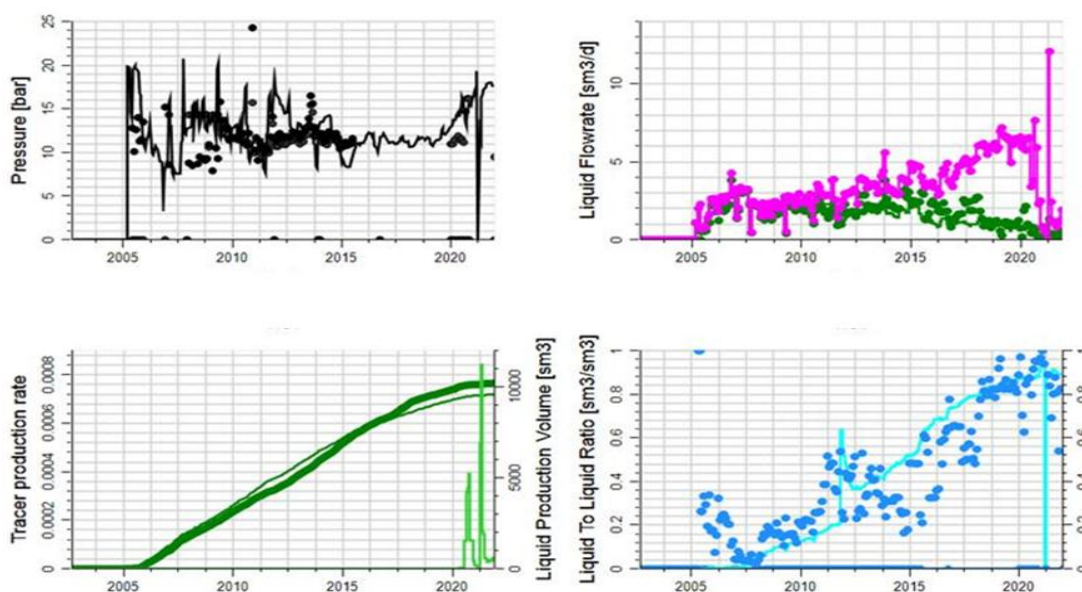 Pressure [bar]
25
20
15
10
5
0
2005 2010 2015 2020
Liquid Flowrate [sm3/d]
10
5
0
2005 2010 2015 2020
Tracer production rate
0.0008
0.0006
0.0004
0.0002
0
2005 2010 2015 2020
10000
5000
0
Liquid Production Volume [sm3]
Liquid To Liquid Ratio [sm3/sm3]
1
0.8
0.6
0.4
0.2
0
2005 2010 2015 2020